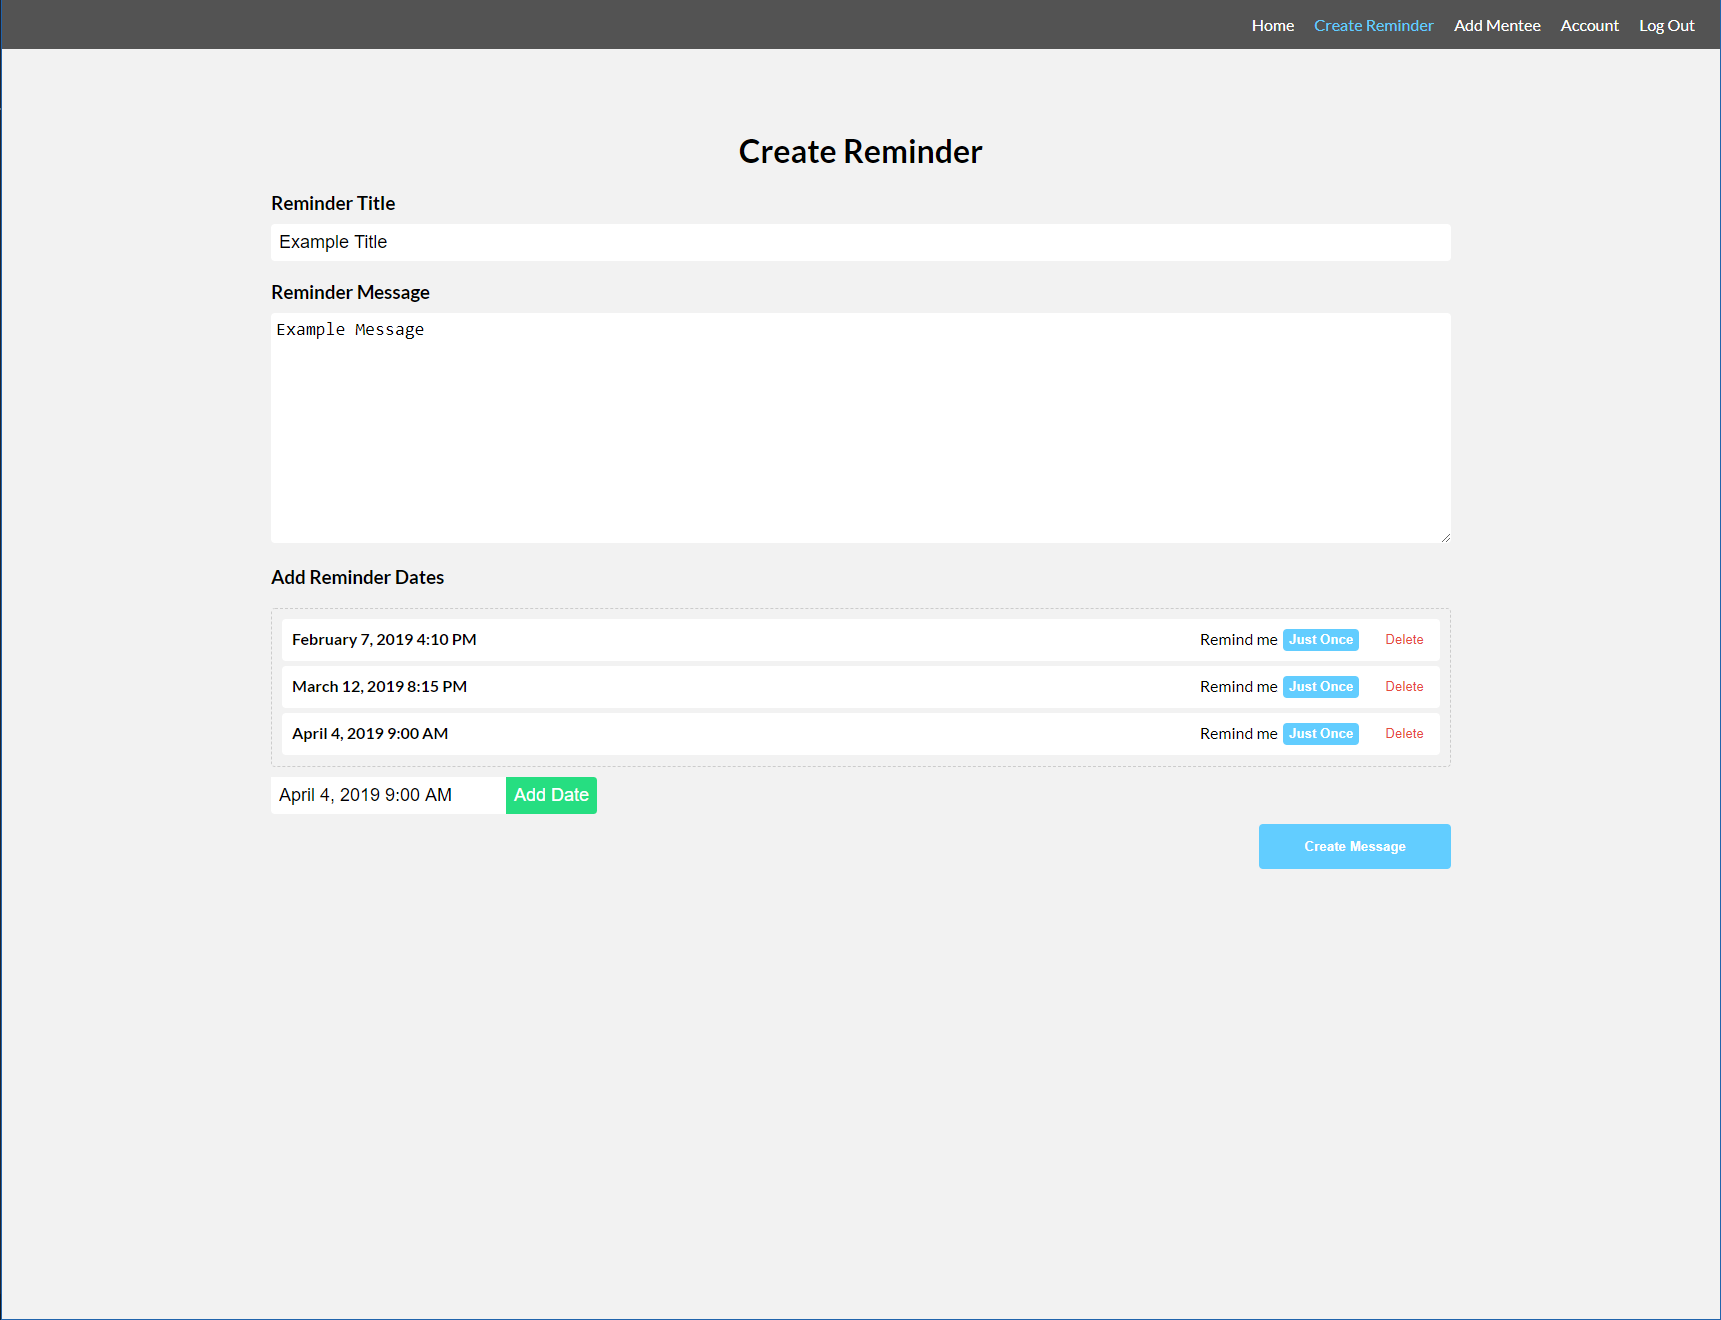 Home Create Reminder Add Mentee Account Log Out
Create Reminder
Reminder Title
Example Title
Reminder Message
Example Message
Add Reminder Dates
February 7, 2019 4:10 PM Remind me Just Once Delete
March 12, 2019 8:15 PM Remind me Just Once Delete
April 4, 2019 9:00 AM Remind me Just Once Delete
April 4, 2019 9:00 AM Add Date
Create Message